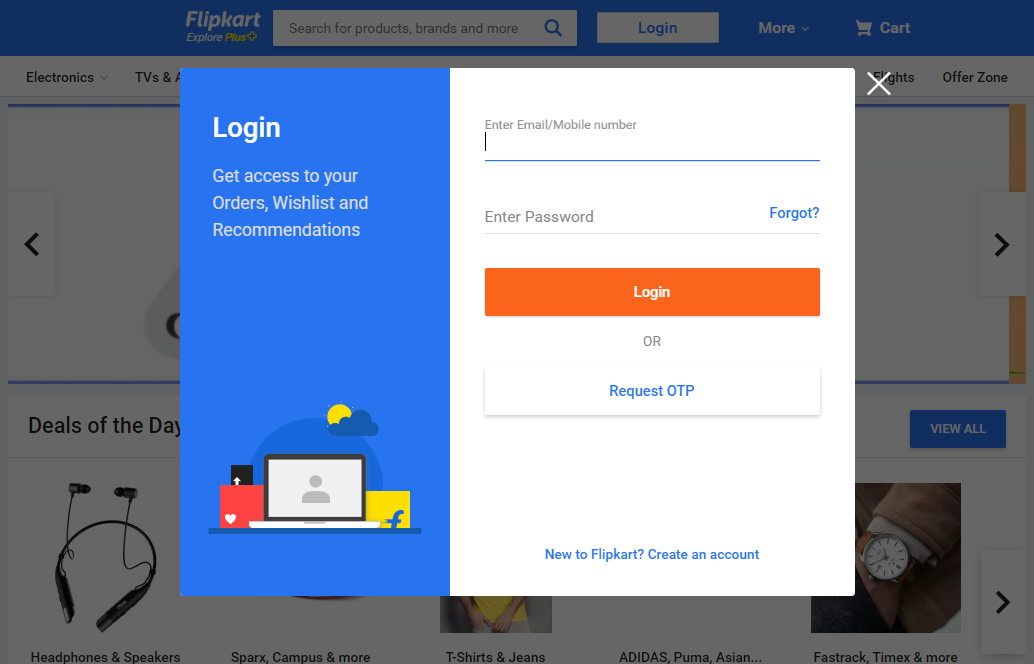 Flipkart
Explore Plus
Search for products, brands and more
Login
More
Cart
Electronics
TVs &
Flights
Offer Zone
Login
Get access to your
Orders, Wishlist and
Recommendations
Enter Email/Mobile number
Enter Password
Forgot?
Login
OR
Request OTP
New to Flipkart? Create an account
Deals of the Day
VIEW ALL
Headphones & Speakers
Sparx, Campus & more
T-Shirts & Jeans
ADIDAS, Puma, Asian...
Fastrack, Timex & more